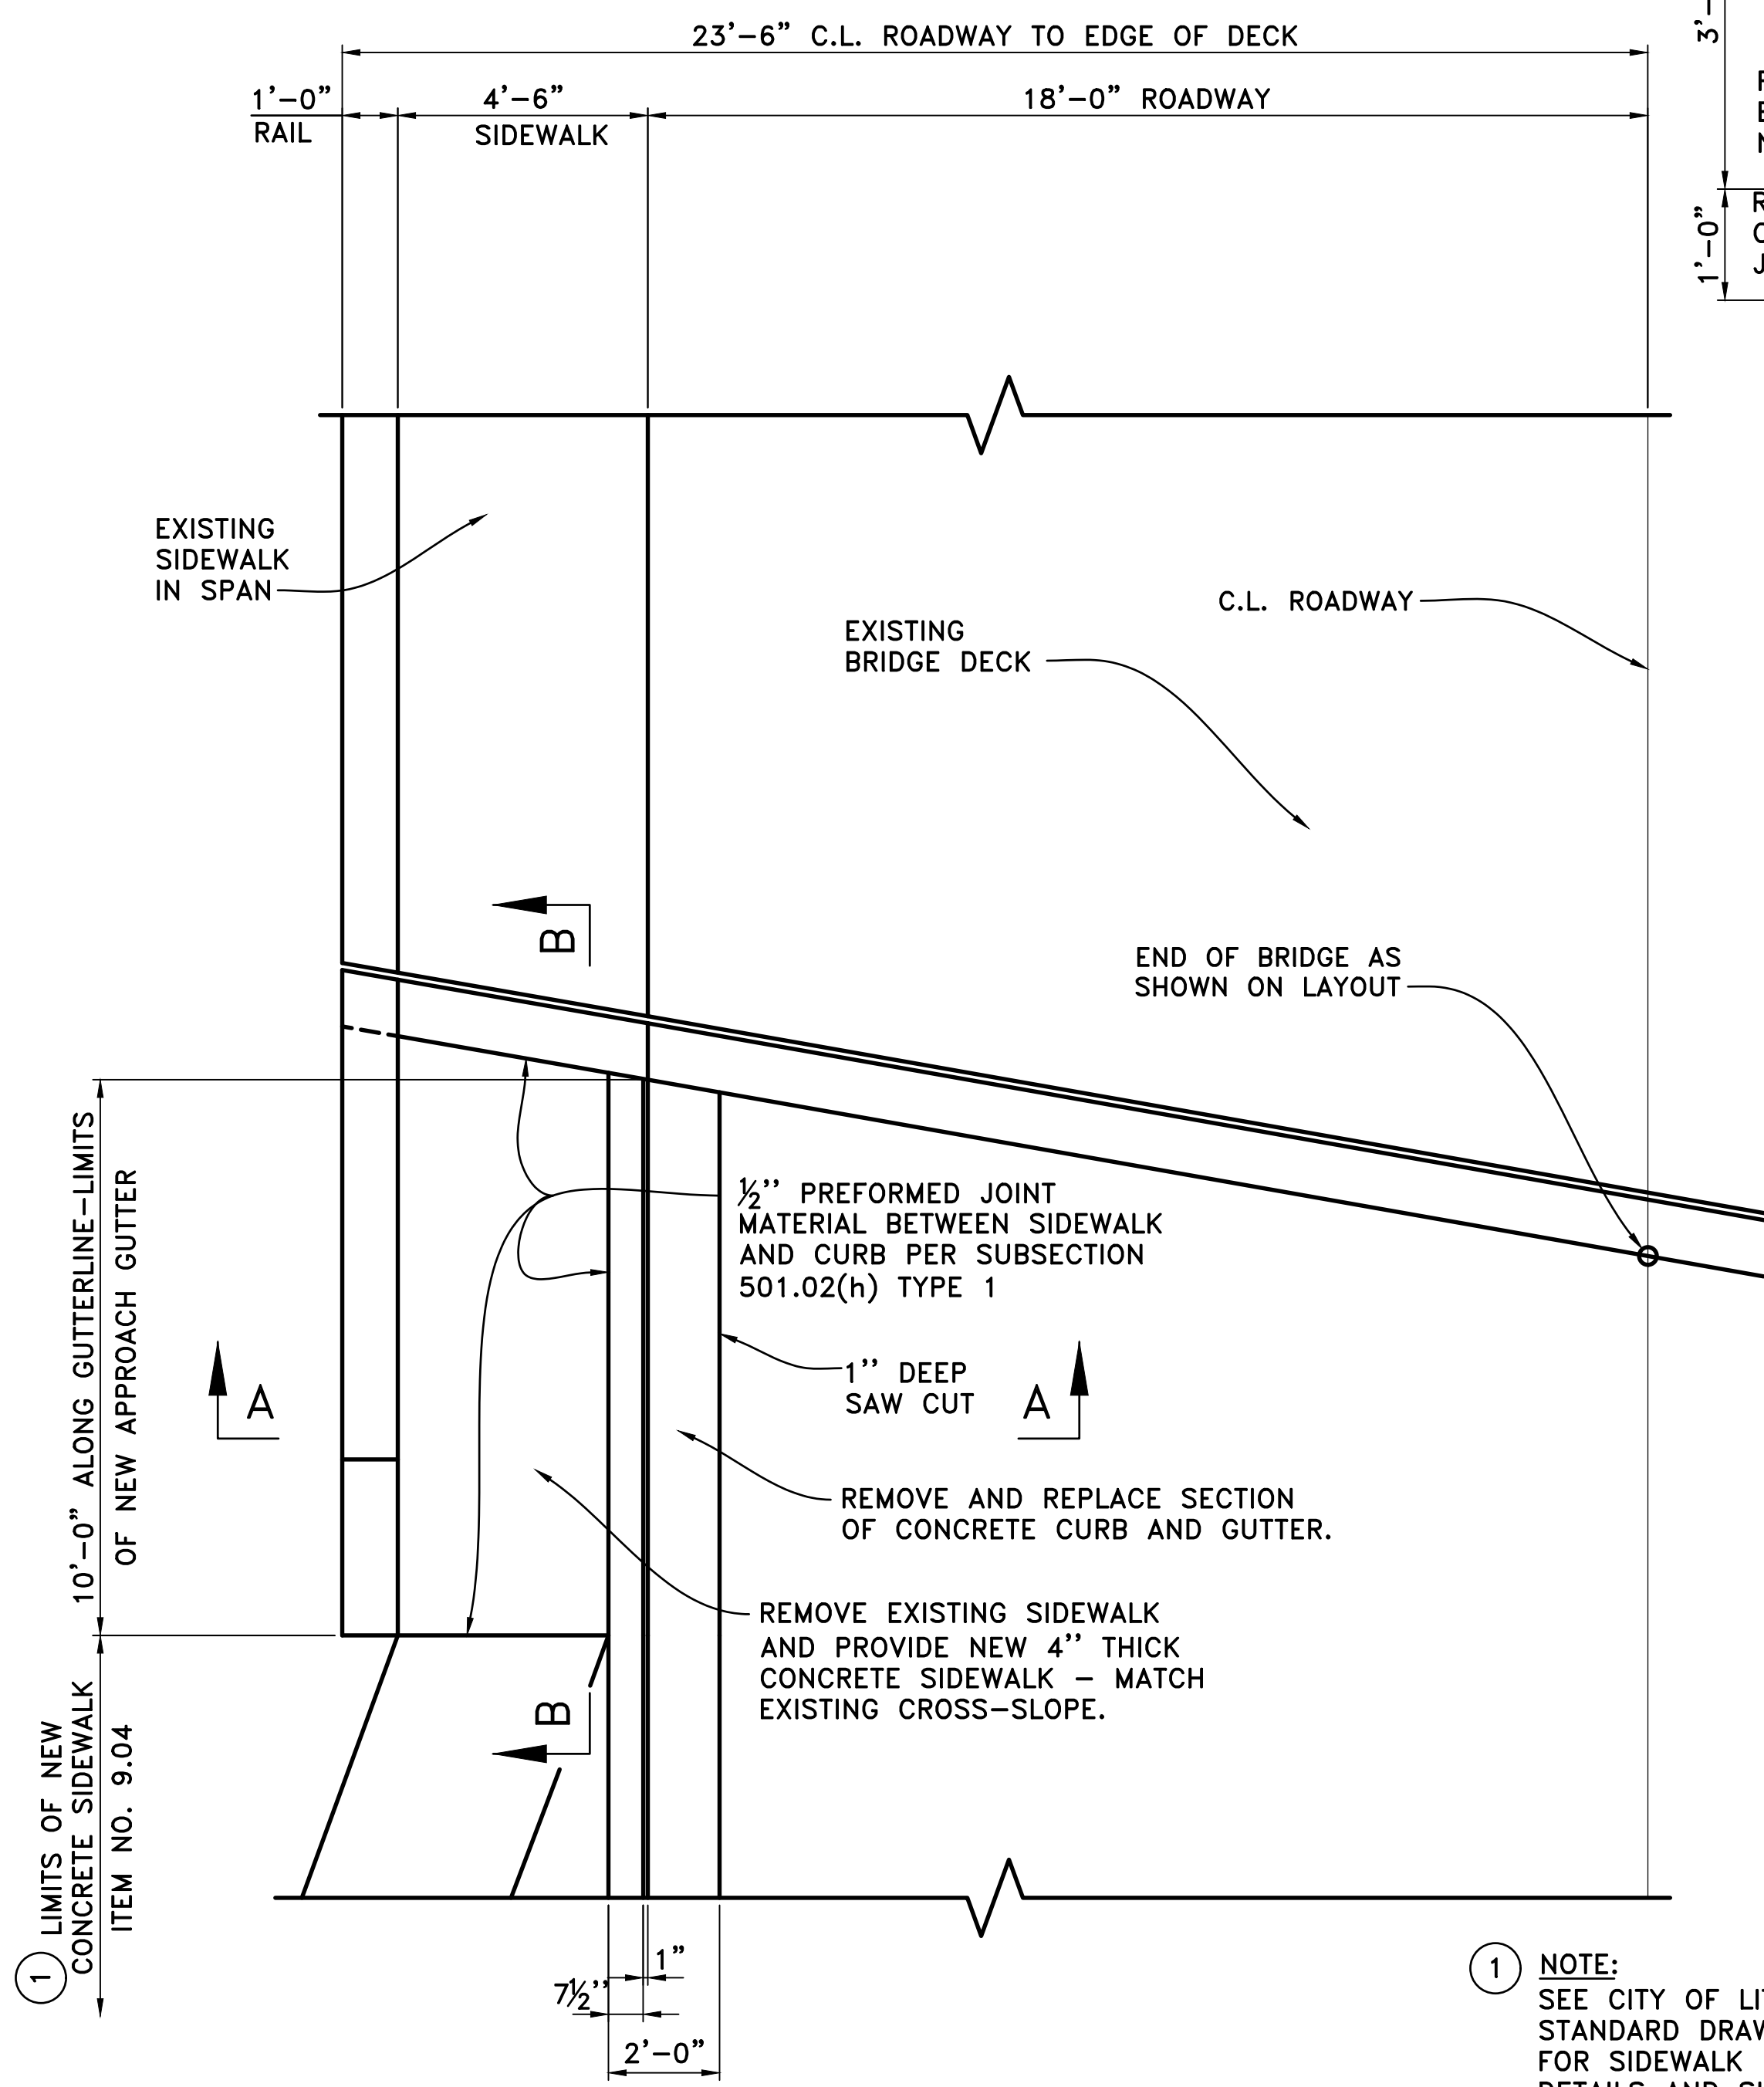 23'-6" C.L. ROADWAY TO EDGE OF DECK
1'-0"
RAIL
4'-6"
SIDEWALK
18'-0" ROADWAY
3'-
1'-0"
EXISTING
SIDEWALK
IN SPAN
C.L. ROADWAY
EXISTING
BRIDGE DECK
B
END OF BRIDGE AS
SHOWN ON LAYOUT
10'-0" ALONG GUTTERLINE-LIMITS
OF NEW APPROACH GUTTER
½'' PREFORMED JOINT
MATERIAL BETWEEN SIDEWALK
AND CURB PER SUBSECTION
501.02(h) TYPE 1
A
1'' DEEP
SAW CUT
A
REMOVE AND REPLACE SECTION
OF CONCRETE CURB AND GUTTER.
REMOVE EXISTING SIDEWALK
AND PROVIDE NEW 4'' THICK
CONCRETE SIDEWALK - MATCH
EXISTING CROSS-SLOPE.
B
1
LIMITS OF NEW
CONCRETE SIDEWALK
ITEM NO. 9.04
1"
7½''
2'-0"
1
NOTE:
SEE CITY OF
STANDARD
FOR SIDEWALK
DETAILS AND